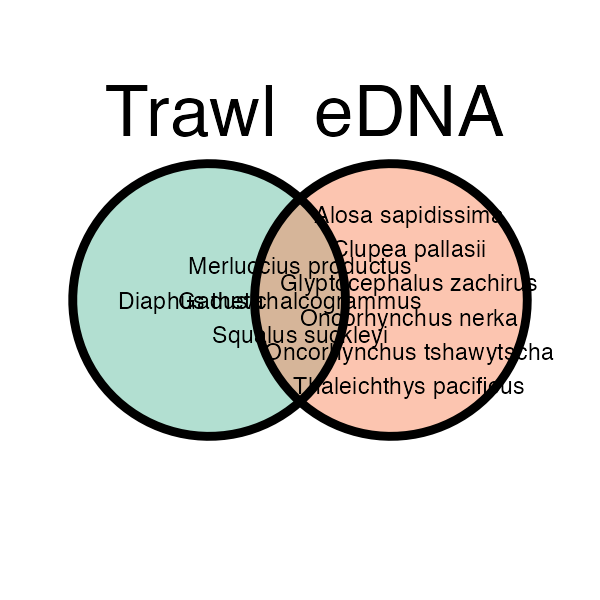 Trawl eDNA
Alosa sapidissima
Clupea pallasii
Merluccius productus
Glyptocephalus zachirus
Diaphus theta
Gadus chalcogrammus
Oncorhynchus nerka
Squalus suckleyi
Oncorhynchus tshawytscha
Thaleichthys pacificus